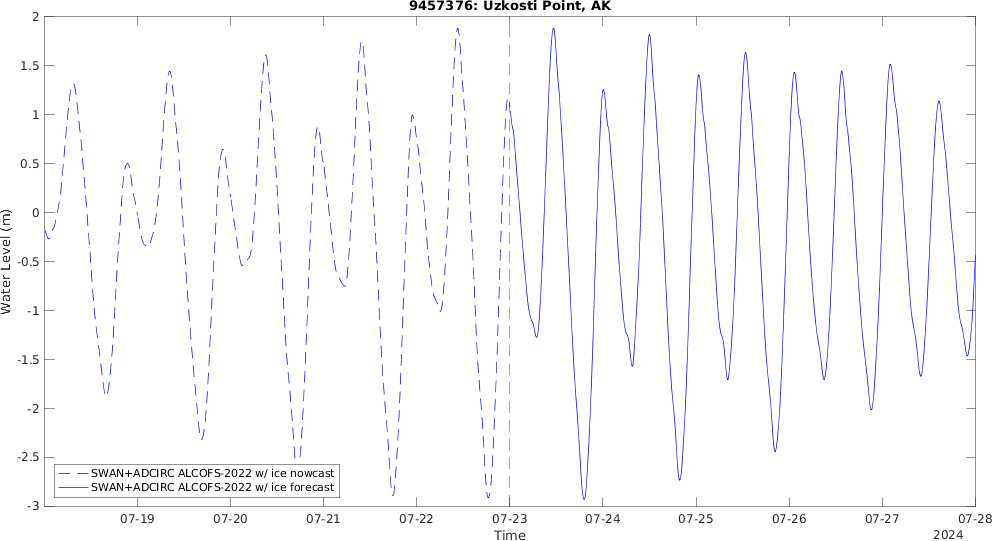 9457376: Uzkosti Point, AK
2
1.5
1
0.5
0
-0.5
-1
-1.5
-2
-2.5
-3
Water Level (m)
SWAN+ADCIRC ALCOFS-2022 w/ ice nowcast
SWAN+ADCIRC ALCOFS-2022 w/ ice forecast
07-19 07-20 07-21 07-22 07-23 07-24 07-25 07-26 07-27 07-28
Time
2024